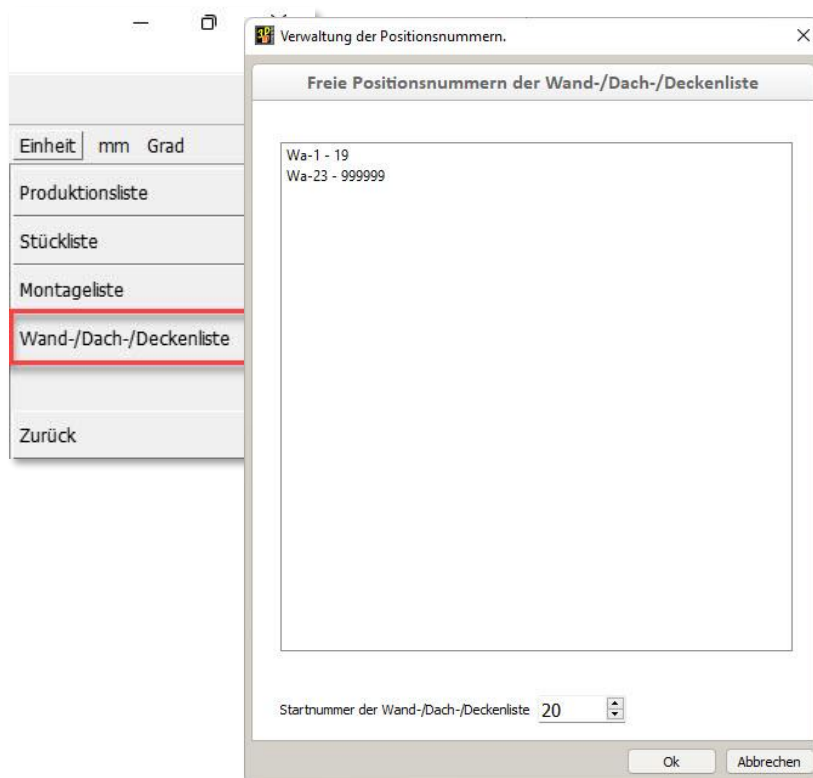 Einheit mm Grad
Produktionsliste
Stückliste
Montageliste
Wand-/Dach-/Deckenliste
Zurück
Verwaltung der Positionsnummern.
Freie Positionsnummern der Wand-/Dach-/Deckenliste
Wa-1 - 19
Wa-23 - 999999
Startnummer der Wand-/Dach-/Deckenliste 20
Ok Abbrechen